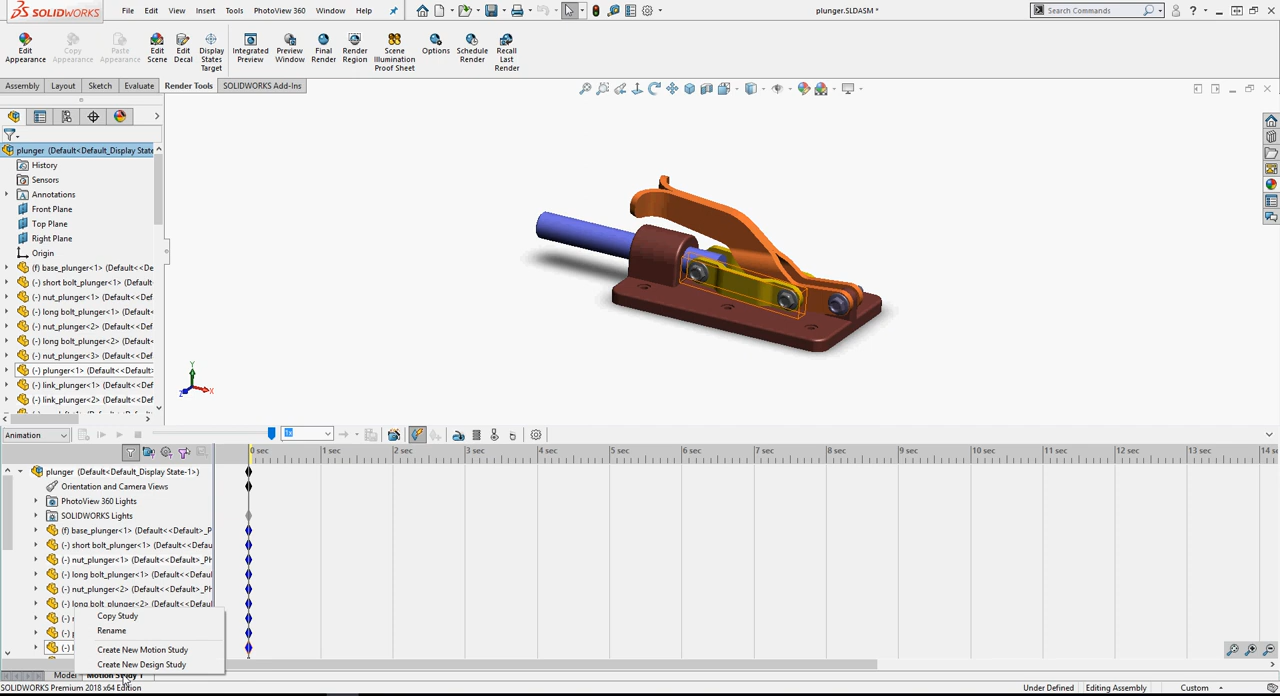 SOLIDWORKS File Edit View Insert Tools PhotoView 360 Window Help plunger.SLDASM * Search Commands
Edit Appearance
Copy Appearance
Paste Appearance
Edit Scene
Edit Decal
Display States Target
Integrated Preview
Preview Window
Final Render
Render Region
Scene Illumination Proof Sheet
Options
Schedule Render
Recall Last Render
Assembly Layout Sketch Evaluate Render Tools SOLIDWORKS Add-Ins
plunger (Default<Default_Display State
History
Sensors
Annotations
Front Plane
Top Plane
Right Plane
Origin
(f) base_plunger<1> (Default<<De
(-) short bolt_plunger<1> (Default
(-) nut_plunger<1> (Default<<Def
(-) long bolt_plunger<1> (Default
(-) nut_plunger<2> (Default<<Def
(-) long bolt_plunger<2> (Default
(-) nut_plunger<3> (Default<<Def
(-) plunger<1> (Default<<Default>
(-) link_plunger<1> (Default<<Def
(-) link_plunger<2> (Default<<Def
Y
X
Z
Animation
0 sec 1 sec 2 sec 3 sec 4 sec 5 sec 6 sec 7 sec 8 sec 9 sec 10 sec 11 sec 12 sec 13 sec 14 s
plunger (Default<Default_Display State-1>)
Orientation and Camera Views
PhotoView 360 Lights
SOLIDWORKS Lights
(f) base_plunger<1> (Default<<Default>_P
(-) short bolt_plunger<1> (Default<<Defau
(-) nut_plunger<1> (Default<<Default>_Ph
(-) long bolt_plunger<1> (Default<<Defaul
(-) nut_plunger<2> (Default<<Default>_Ph
(-) long bolt_plunger<2> (Default<<Defaul
Copy Study
Rename
Create New Motion Study
Create New Design Study
Model Motion Study 1
SOLIDWORKS Premium 2018 x64 Edition Under Defined Editing Assembly Custom